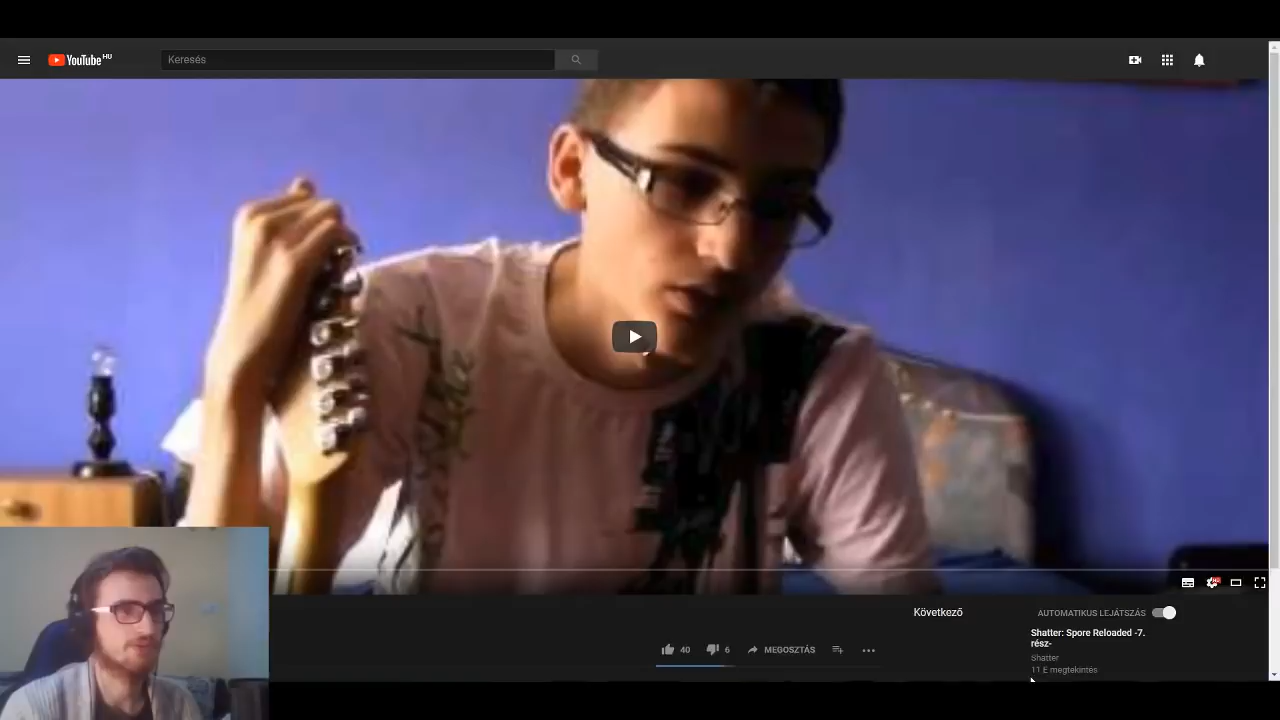 YouTube HU
Keresés
Következő
AUTOMATIKUS LEJÁTSZÁS
Shatter: Spore Reloaded -7.
rész-
Shatter
11 E megtekintés
40
6
MEGOSZTÁS